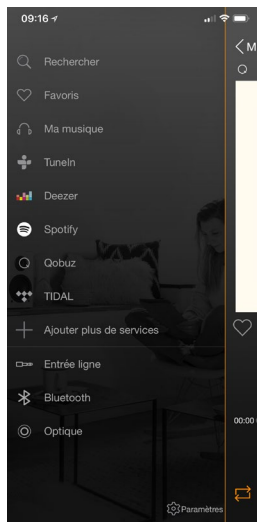 09:16
M
Rechercher
Favoris
Ma musique
TuneIn
Deezer
Spotify
Qobuz
TIDAL
Ajouter plus de services
Entrée ligne
Bluetooth
Optique
00:00
Paramètres